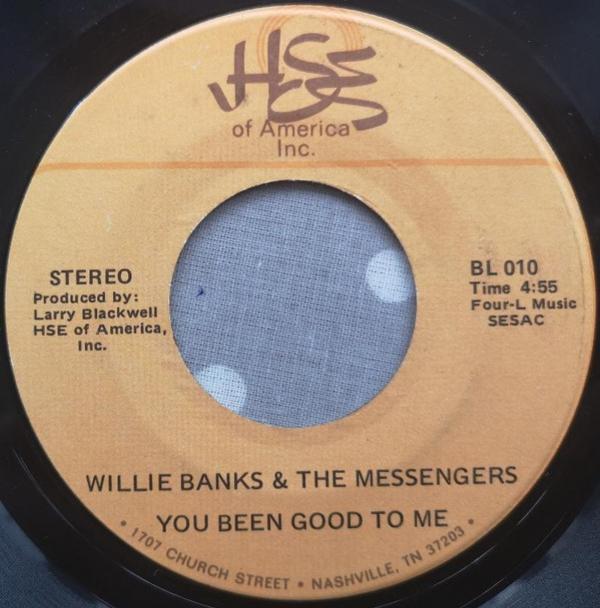 HSE
of America
Inc.
STEREO
Produced by:
Larry Blackwell
HSE of America,
Inc.
BL 010
Time 4:55
Four-L Music
SESAC
WILLIE BANKS & THE MESSENGERS
YOU BEEN GOOD TO ME
• 1707 CHURCH STREET • NASHVILLE, TN 37203 •